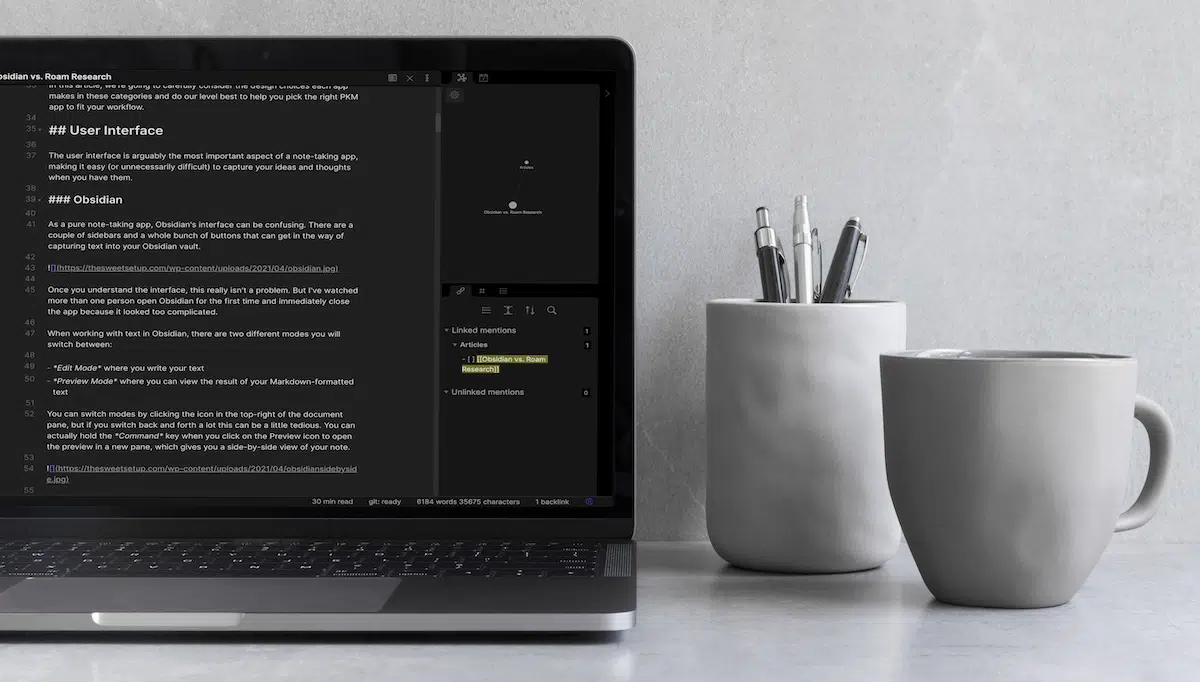 sidian vs. Roam Research
33 in this article, we're going to carefully consider the design choices each app
makes in these categories and do our level best to help you pick the right PKM
app to fit your workflow.
34
35 ## User Interface
36
37 The user interface is arguably the most important aspect of a note-taking app,
making it easy (or unnecessarily difficult) to capture your ideas and thoughts
when you have them.
38
39 ### Obsidian
40
41 As a pure note-taking app, Obsidian's interface can be confusing. There are a
couple of sidebars and a whole bunch of buttons that can get in the way of
capturing text into your Obsidian vault.
42
43 ![](https://thesweetsetup.com/wp-content/uploads/2021/04/obsidian.jpg)
44
45 Once you understand the interface, this really isn't a problem. But I've watched
more than one person open Obsidian for the first time and immediately close
the app because it looked too complicated.
46
47 When working with text in Obsidian, there are two different modes you will
switch between:
48
49 - *Edit Mode* where you write your text
50 - *Preview Mode* where you can view the result of your Markdown-formatted
text
51
52 You can switch modes by clicking the icon in the top-right of the document
pane, but if you switch back and forth a lot this can be a little tedious. You can
actually hold the *Command* key when you click on the Preview icon to open
the preview in a new pane, which gives you a side-by-side view of your note.
53
54 ![](https://thesweetsetup.com/wp-content/uploads/2021/04/obsidiansidebysid
e.jpg)
55
Articles
Obsidian vs. Roam Research
Linked mentions 1
Articles 1
- [ ] [[Obsidian vs. Roam
Research]]
Unlinked mentions 0
30 min read git: ready 6184 words 35675 characters 1 backlink